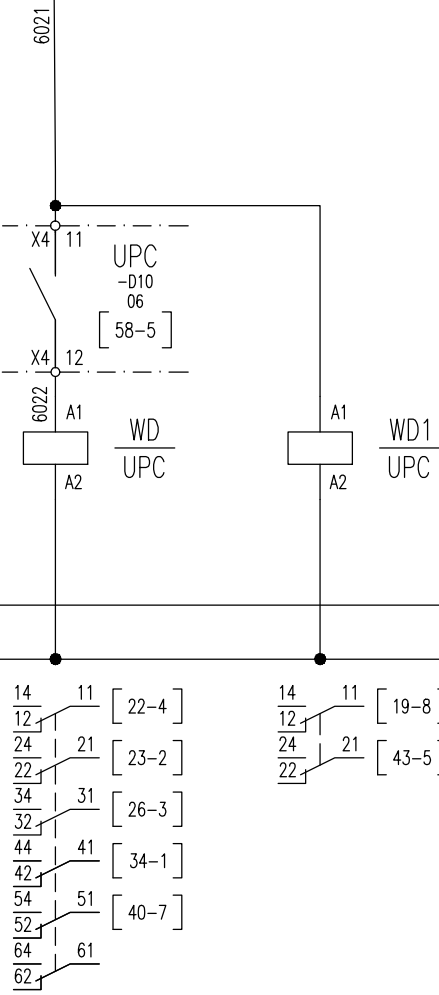 6021
X4 11
UPC
-D10
06
58-5
X4 12
6022
A1
WD
UPC
A2
A1
WD1
UPC
A2
14 11 22-4
12
24 21 23-2
22
34 31 26-3
32
44 41 34-1
42
54 51 40-7
52
64 61
62
14 11 19-8
12
24 21 43-5
22